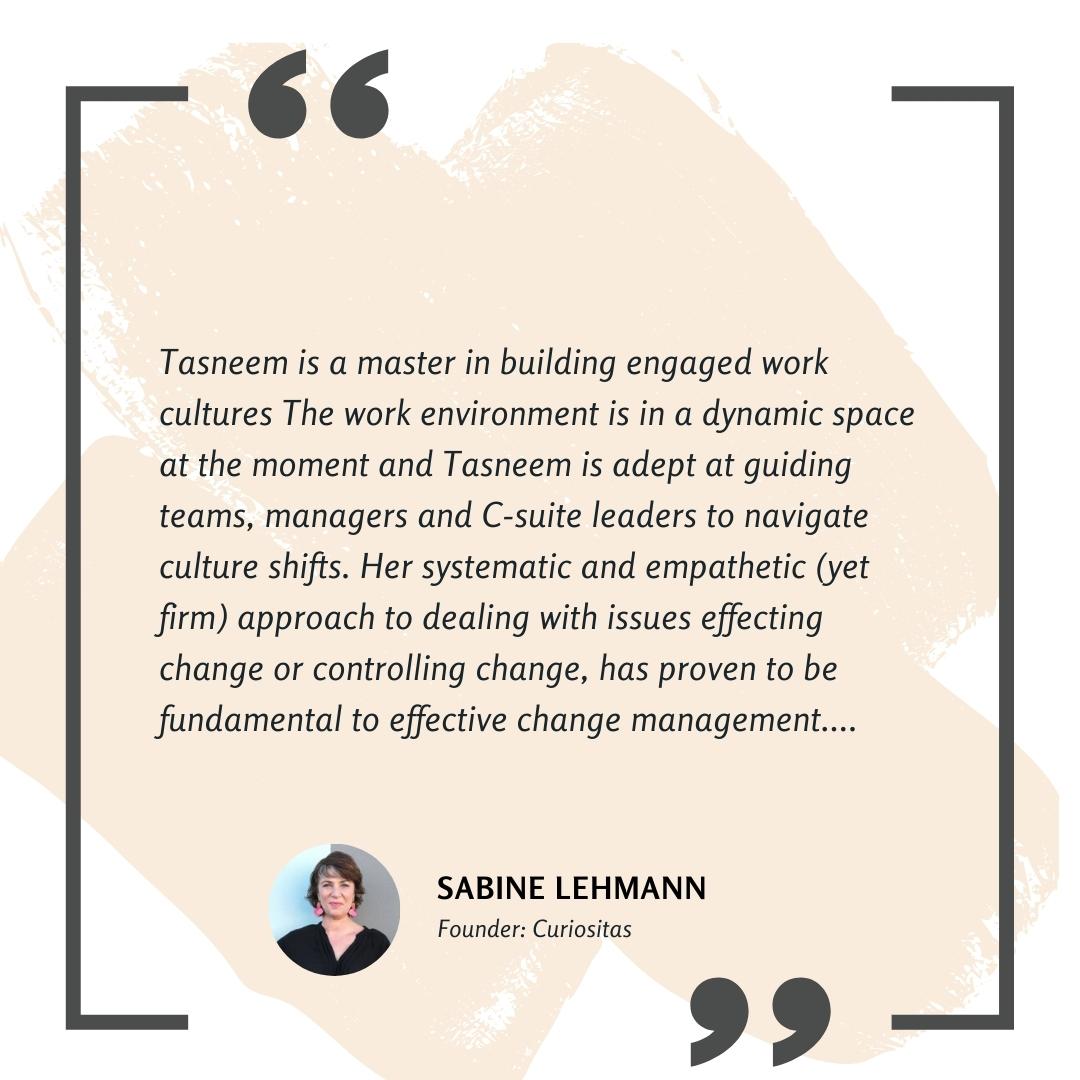 “
Tasneem is a master in building engaged work
cultures The work environment is in a dynamic space
at the moment and Tasneem is adept at guiding
teams, managers and C-suite leaders to navigate
culture shifts. Her systematic and empathetic (yet
firm) approach to dealing with issues effecting
change or controlling change, has proven to be
fundamental to effective change management....
SABINE LEHMANN
Founder: Curiositas
”